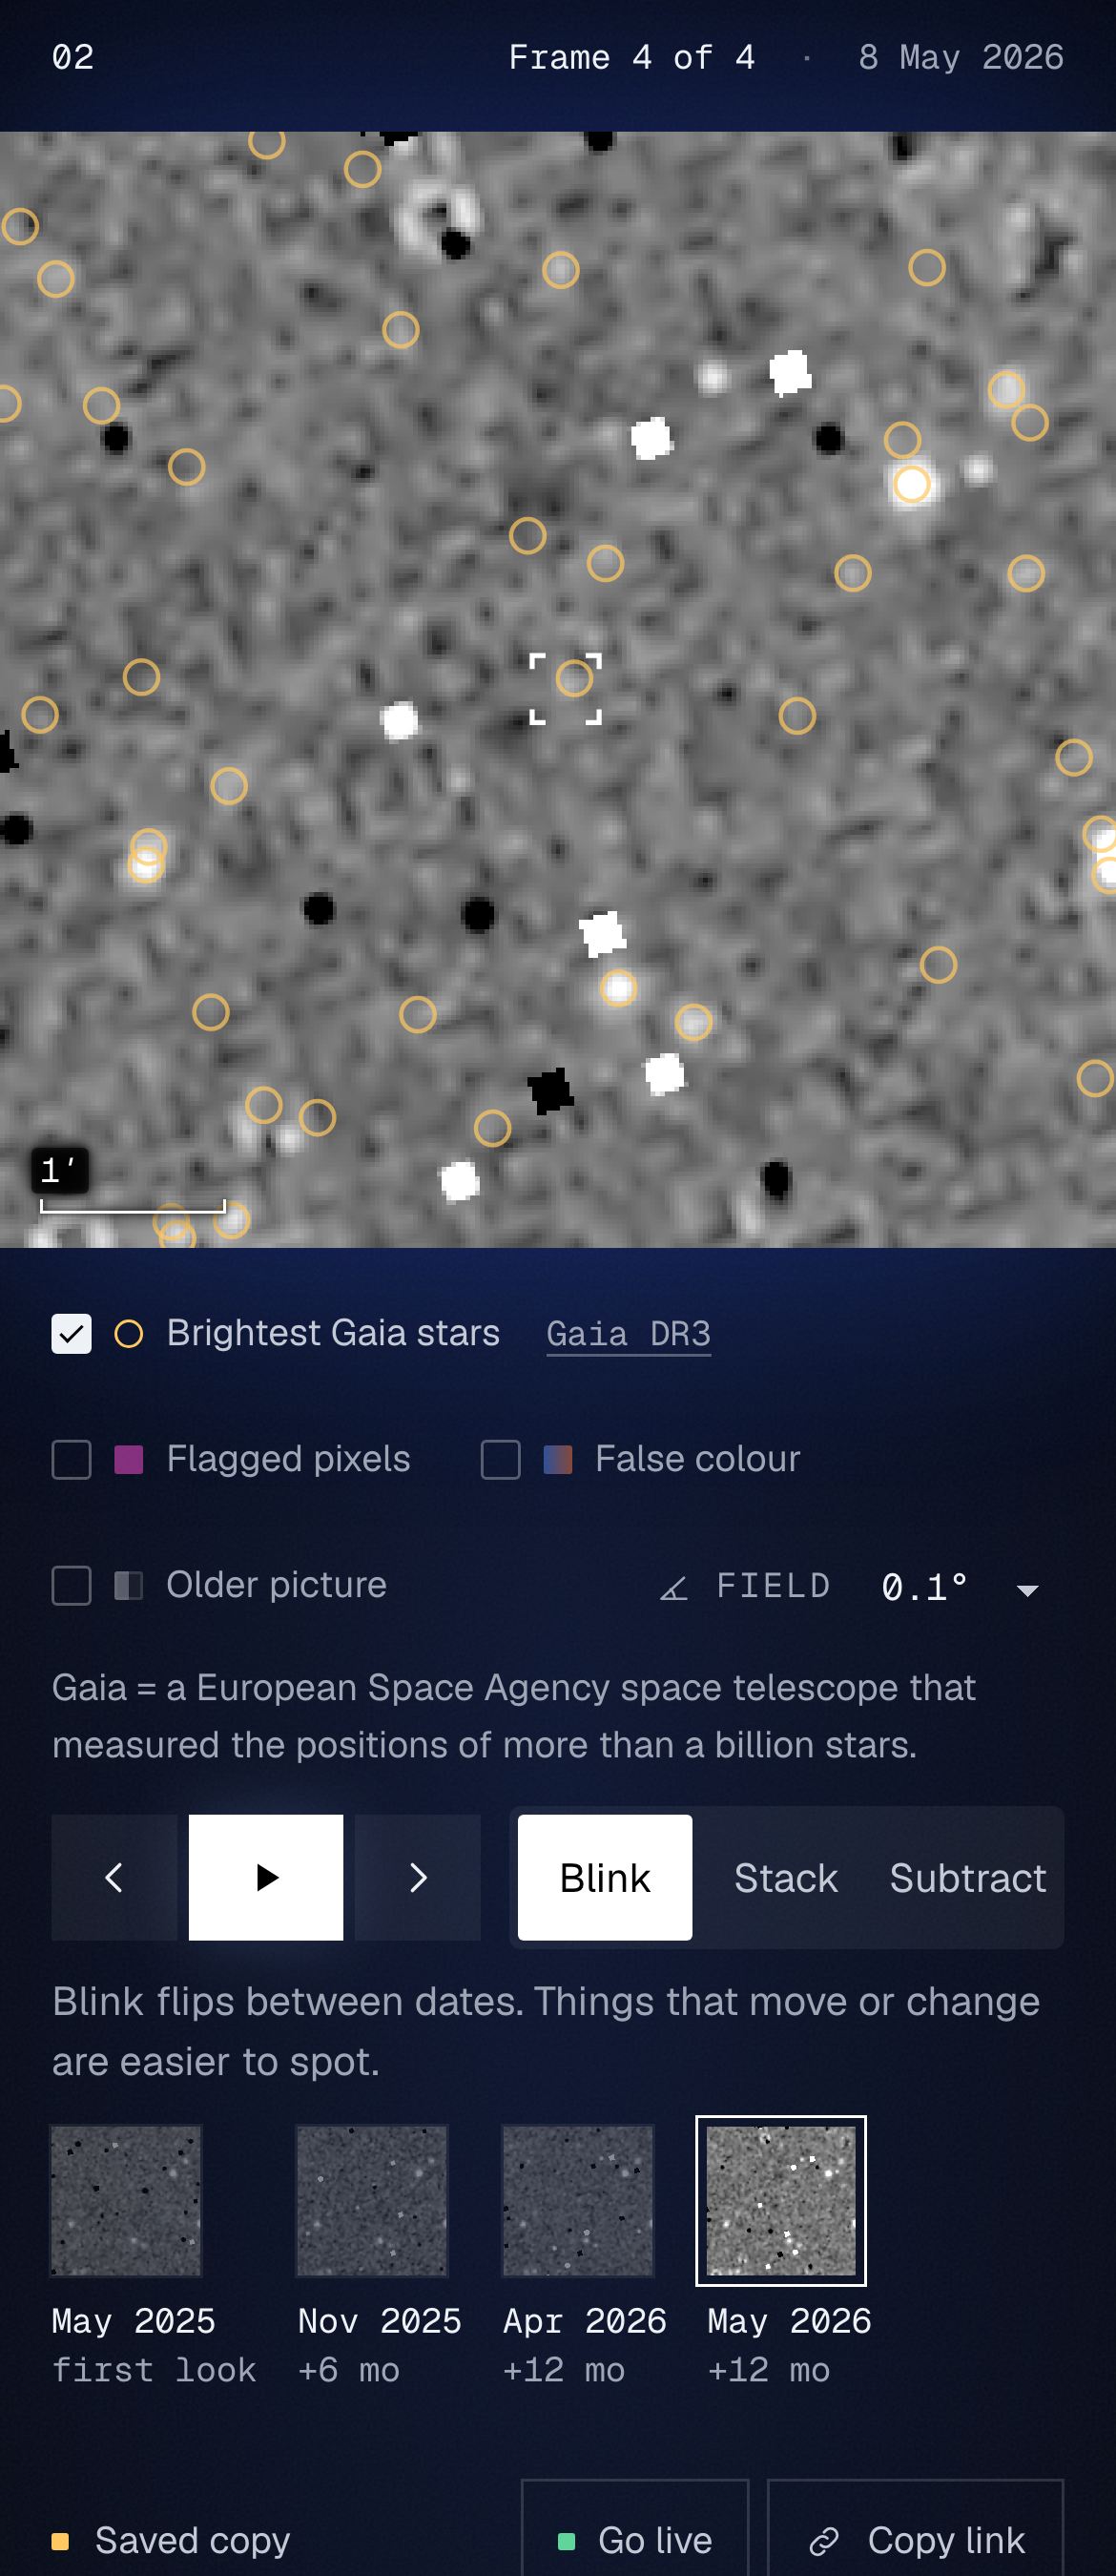 02 Frame 4 of 4 · 8 May 2026
1′
Brightest Gaia stars Gaia DR3
Flagged pixels False colour
Older picture FIELD 0.1°
Gaia = a European Space Agency space telescope that
measured the positions of more than a billion stars.
Blink Stack Subtract
Blink flips between dates. Things that move or change
are easier to spot.
May 2025 Nov 2025 Apr 2026 May 2026
first look +6 mo +12 mo +12 mo
Saved copy Go live Copy link